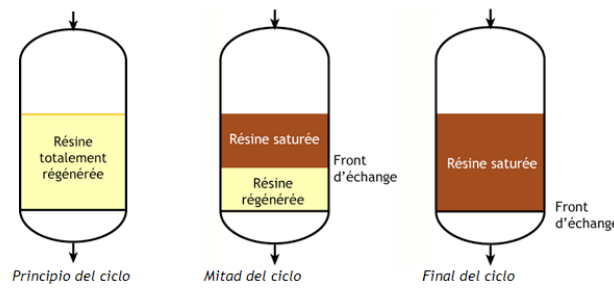 Résine
totalement
régénérée
Principio del ciclo
Résine saturée
Front
d'échange
Résine
régénérée
Mitad del ciclo
Résine saturée
Front
d'échange
Final del ciclo